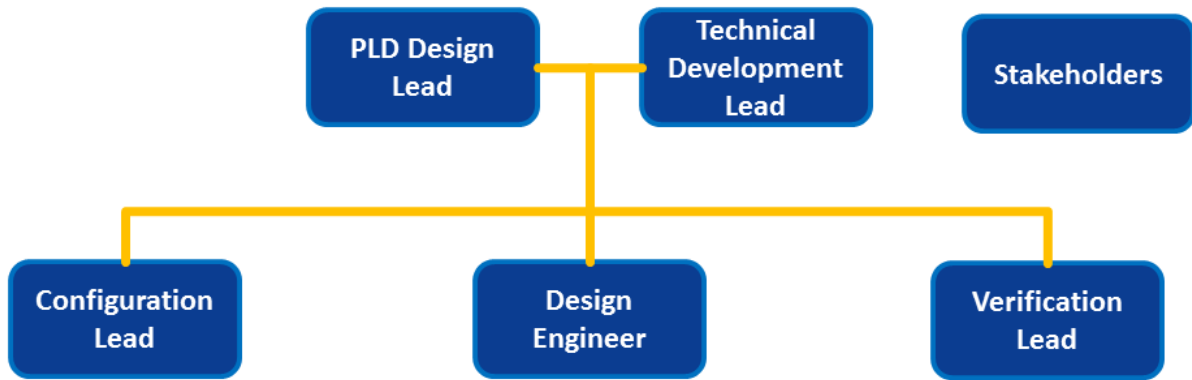 PLD Design
Lead
Technical
Development
Lead
Stakeholders
Configuration
Lead
Design
Engineer
Verification
Lead